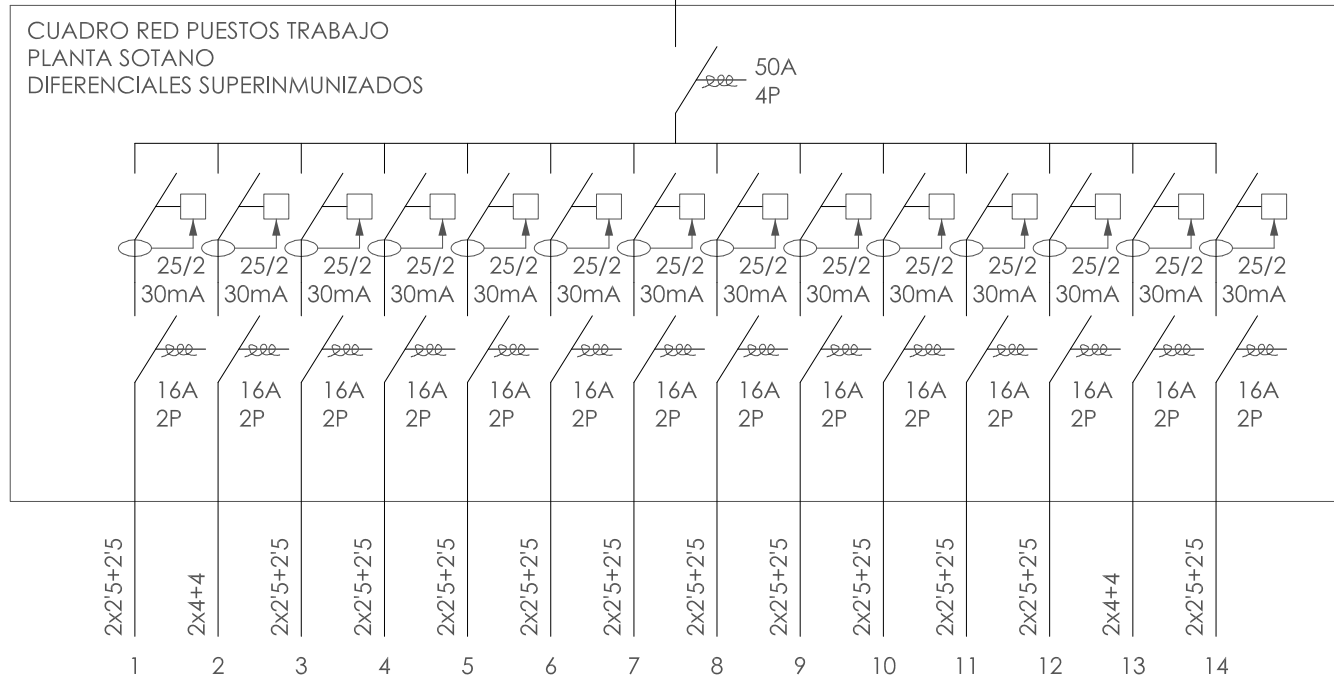 CUADRO RED PUESTOS TRABAJO
PLANTA SOTANO
DIFERENCIALES SUPERINMUNIZADOS
50A
4P
25/2 25/2 25/2 25/2 25/2 25/2 25/2 25/2 25/2 25/2 25/2 25/2 25/2 25/2
30mA 30mA 30mA 30mA 30mA 30mA 30mA 30mA 30mA 30mA 30mA 30mA 30mA 30mA
16A 16A 16A 16A 16A 16A 16A 16A 16A 16A 16A 16A 16A 16A
2P 2P 2P 2P 2P 2P 2P 2P 2P 2P 2P 2P 2P 2P
2x2'5+2'5
2x4+4
2x2'5+2'5
2x2'5+2'5
2x2'5+2'5
2x2'5+2'5
2x2'5+2'5
2x2'5+2'5
2x2'5+2'5
2x2'5+2'5
2x2'5+2'5
2x2'5+2'5
2x4+4
2x2'5+2'5
1 2 3 4 5 6 7 8 9 10 11 12 13 14